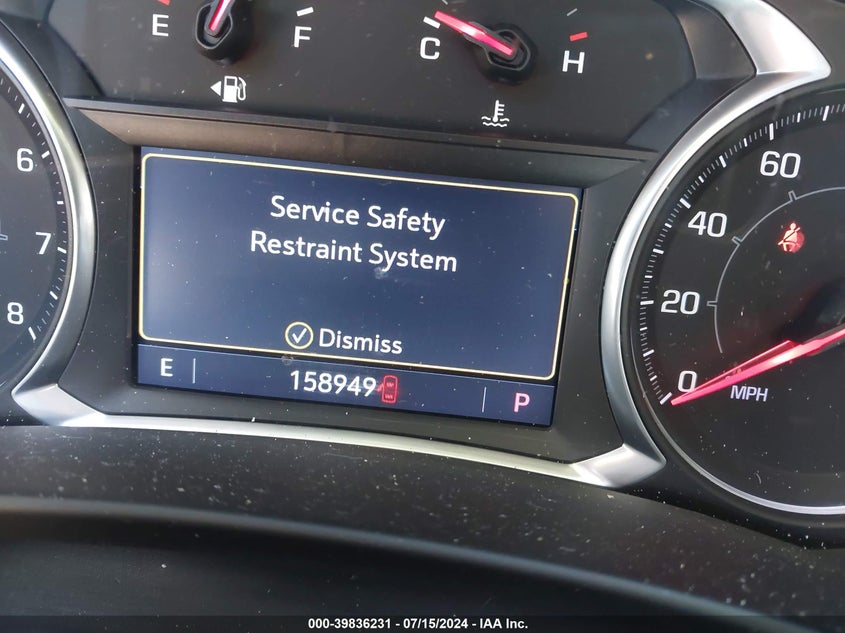 E
F
C
H
6
7
8
Service Safety
Restraint System
Dismiss
E
158949
P
60
40
20
0
MPH
000-39836231 - 07/15/2024 - IAA Inc.